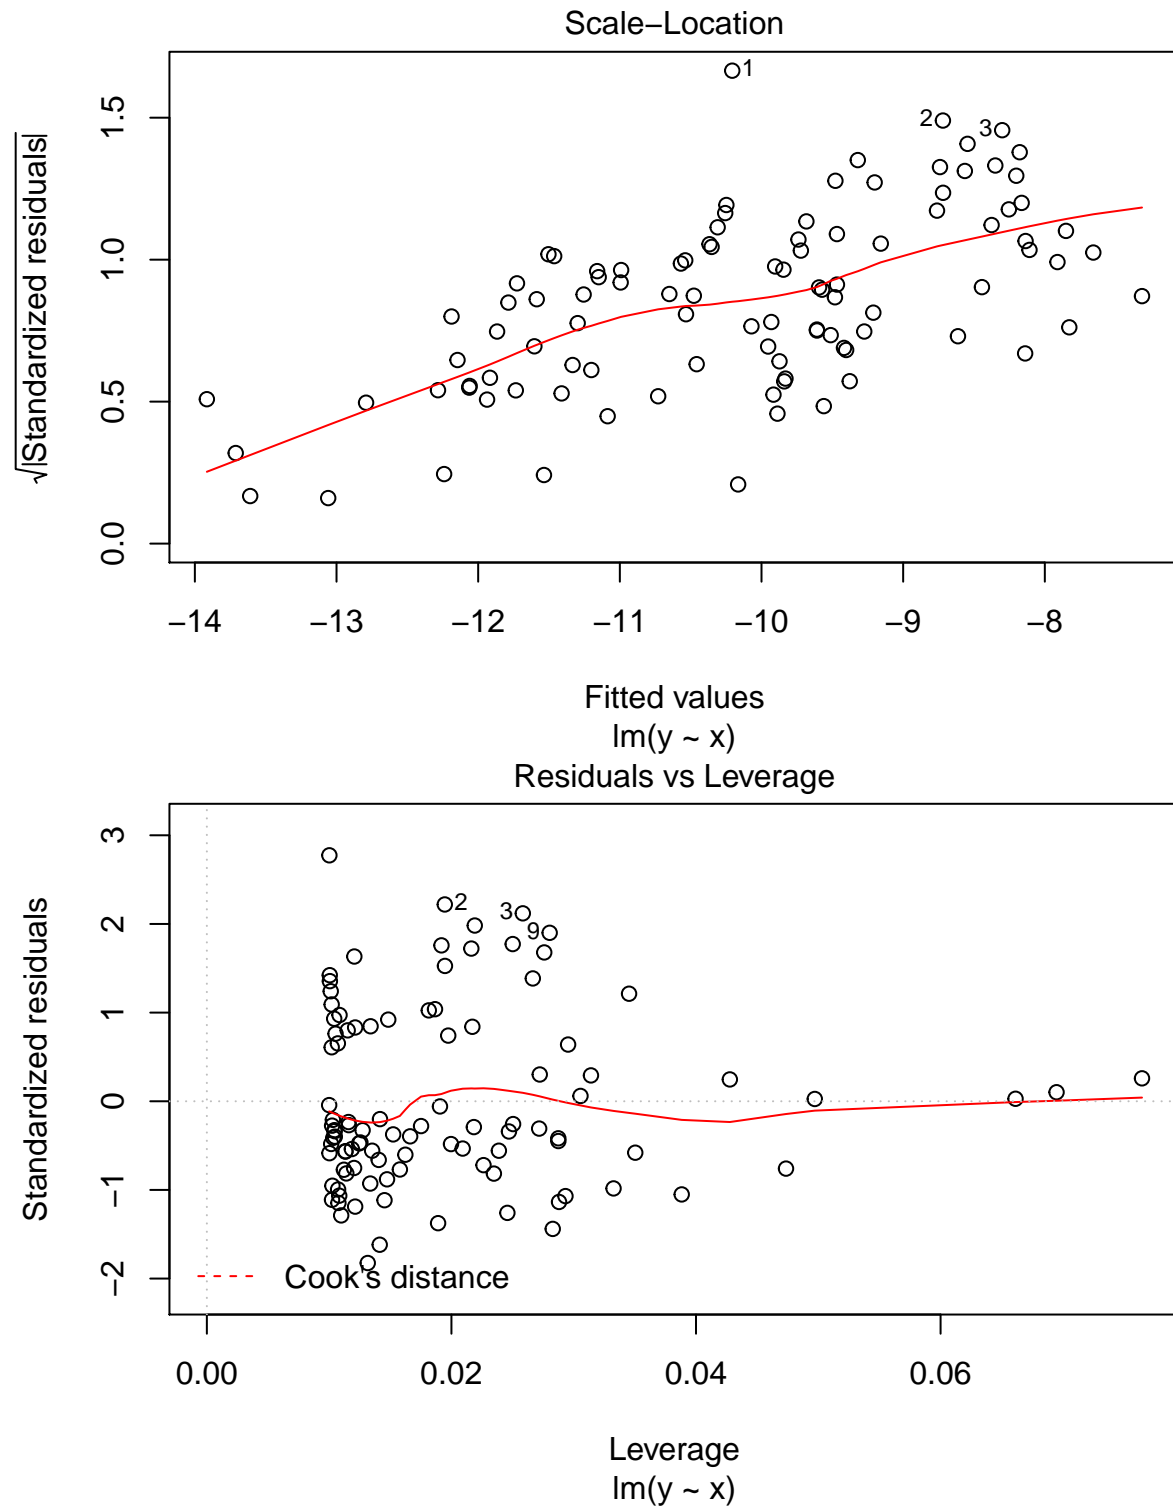 Scale−Location
√|Standardized residuals|
1.5
1.0
0.5
0.0
1
2
3
−14 −13 −12 −11 −10 −9 −8
Fitted values
lm(y ~ x)
Residuals vs Leverage
Standardized residuals
3
2
1
0
−1
−2
2
3
9
Cook's distance
0.00 0.02 0.04 0.06
Leverage
lm(y ~ x)